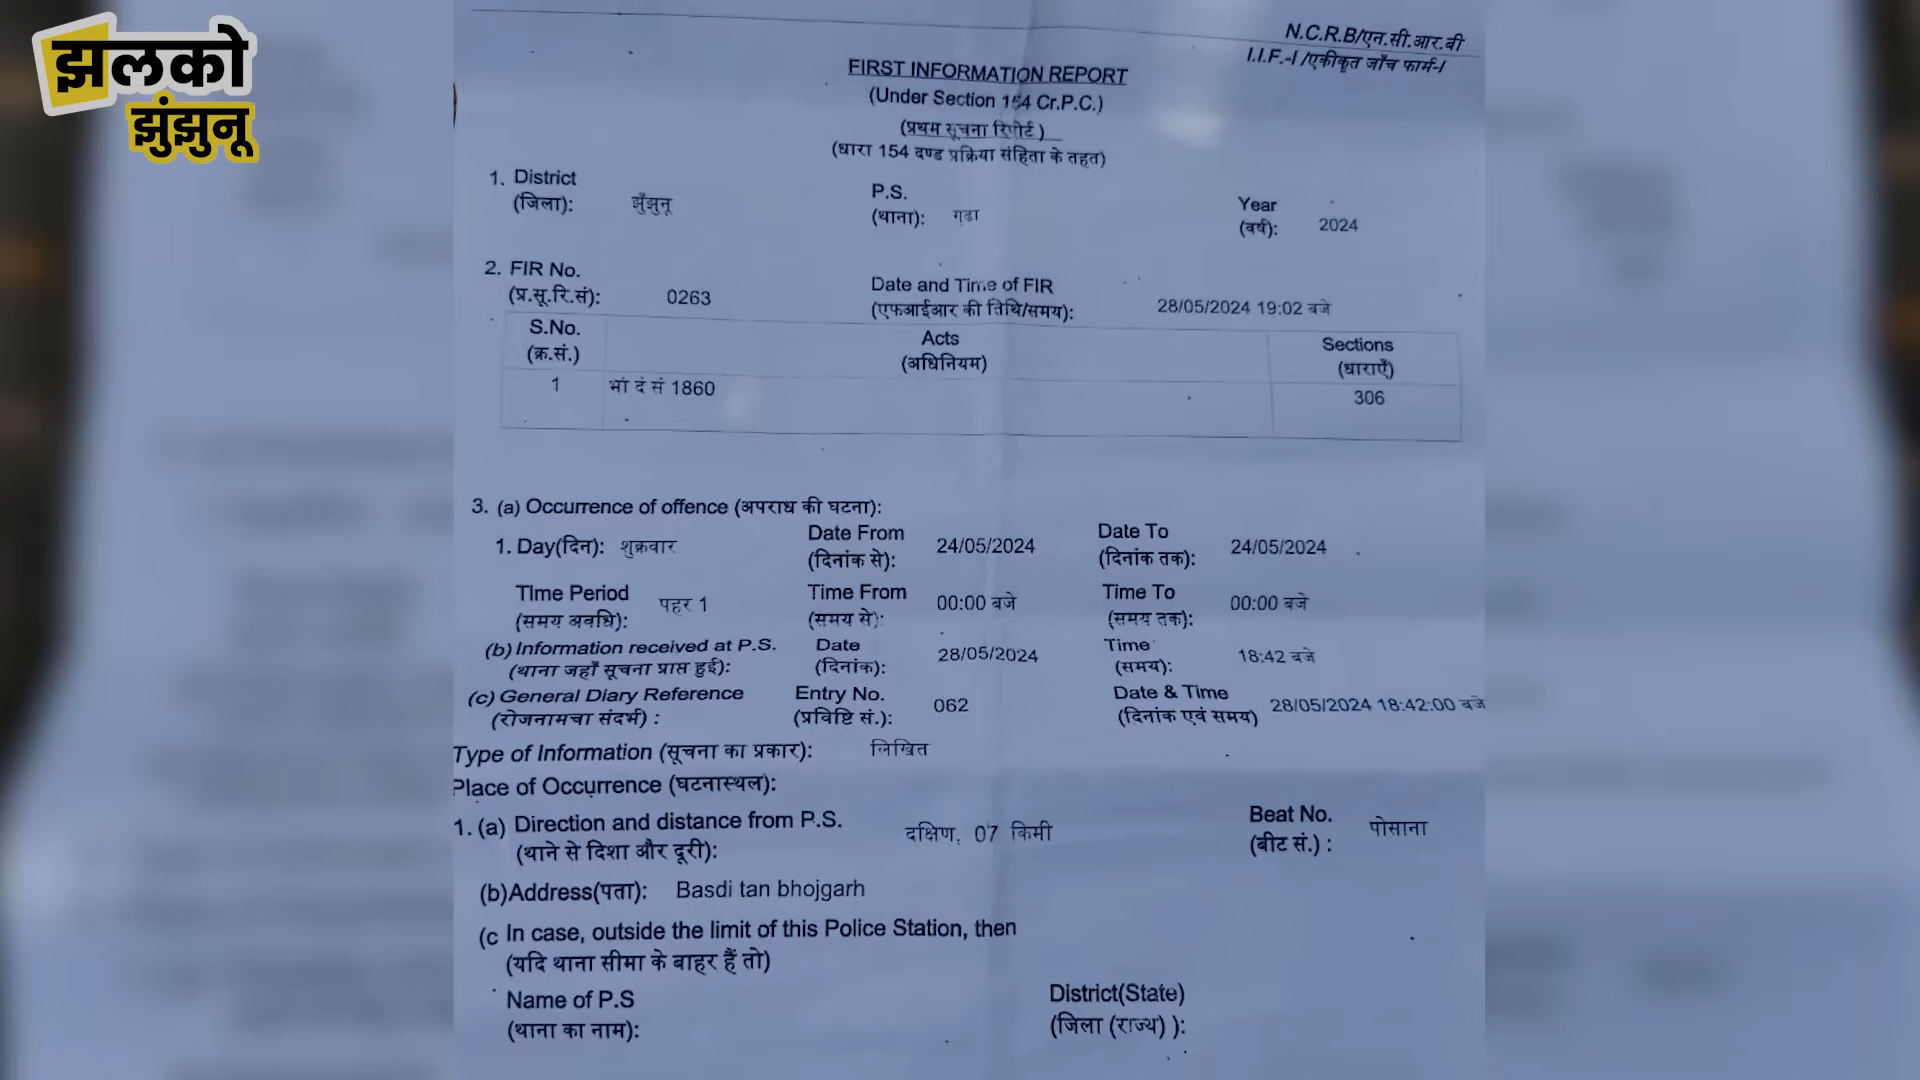 झलको
झुंझुनू
N.C.R.B/एन.सी.आर.बी
I.I.F.-I /एकीकृत जाँच फार्म-I
FIRST INFORMATION REPORT
(Under Section 154 Cr.P.C.)
(प्रथम सूचना रिपोर्ट )
(धारा 154 दण्ड प्रक्रिया संहिता के तहत)
1. District P.S. Year
(जिला): झुँझुनू (थाना): गुढा (वर्ष): 2024
2. FIR No. Date and Time of FIR
(प्र.सू.रि.सं): 0263 (एफआईआर की तिथि/समय): 28/05/2024 19:02 बजे
S.No. Acts Sections
(क्र.सं.) (अधिनियम) (धाराएँ)
1 भा दं सं 1860 306
3. (a) Occurrence of offence (अपराध की घटना):
1. Day(दिन): शुक्रवार Date From 24/05/2024 Date To 24/05/2024
(दिनांक से): (दिनांक तक):
TIme Period पहर 1 Time From 00:00 बजे Time To 00:00 बजे
(समय अवधि): (समय से): (समय तक):
(b) Information received at P.S. Date 28/05/2024 Time 18:42 बजे
(थाना जहाँ सूचना प्राप्त हुई): (दिनांक): (समय):
(c) General Diary Reference Entry No. 062 Date & Time 28/05/2024 18:42:00 बजे
(रोजनामचा संदर्भ) : (प्रविष्टि सं.): (दिनांक एवं समय)
Type of Information (सूचना का प्रकार): लिखित
Place of Occurrence (घटनास्थल):
1. (a) Direction and distance from P.S. दक्षिण, 07 किमी Beat No. पोसाना
(थाने से दिशा और दूरी): (बीट सं.) :
(b)Address(पता): Basdi tan bhojgarh
(c In case, outside the limit of this Police Station, then
(यदि थाना सीमा के बाहर हैं तो)
Name of P.S District(State)
(थाना का नाम): (जिला (राज्य) ):